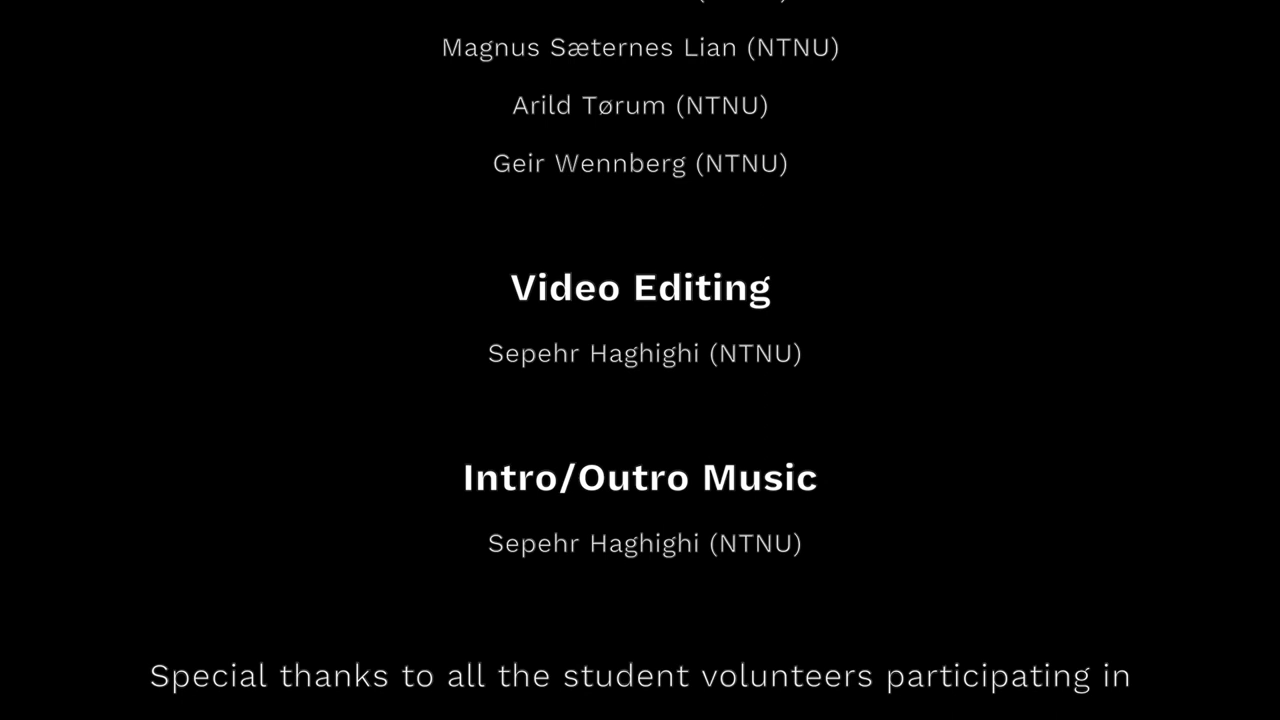 Magnus Sæternes Lian (NTNU)
Arild Tørum (NTNU)
Geir Wennberg (NTNU)
Video Editing
Sepehr Haghighi (NTNU)
Intro/Outro Music
Sepehr Haghighi (NTNU)
Special thanks to all the student volunteers participating in